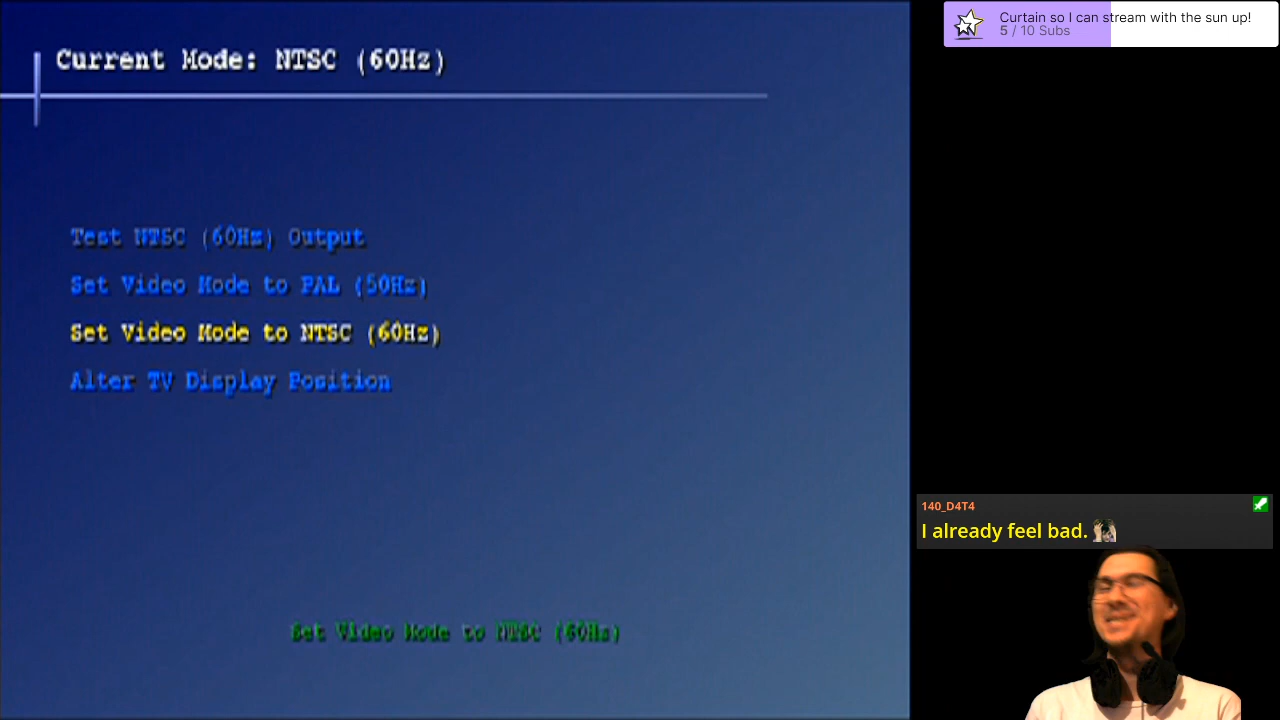 Current Mode: NTSC (60Hz)
Test NTSC (60Hz) Output
Set Video Mode to PAL (50Hz)
Set Video Mode to NTSC (60Hz)
Alter TV Display Position
Set Video Mode to NTSC (60Hz)
Curtain so I can stream with the sun up!
5 / 10 Subs
140_D4T4
I already feel bad.